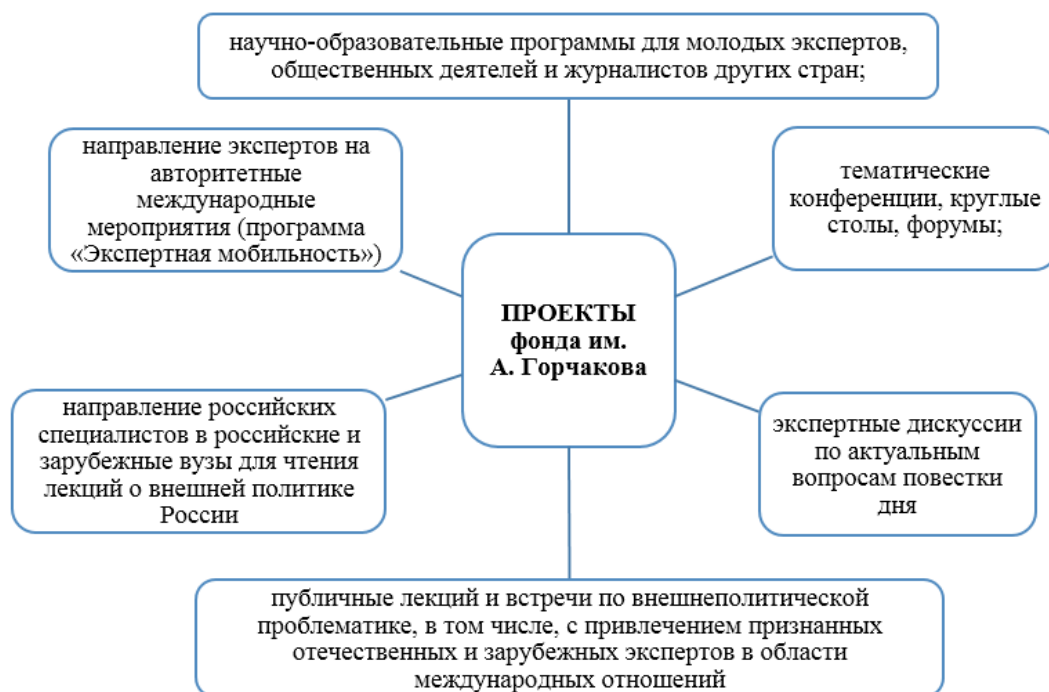 научно-образовательные программы для молодых экспертов,
общественных деятелей и журналистов других стран;
направление экспертов на
авторитетные
международные
мероприятия (программа
«Экспертная мобильность»)
тематические
конференции, круглые
столы, форумы;
ПРОЕКТЫ
фонда им.
А. Горчакова
направление российских
специалистов в российские и
зарубежные вузы для чтения
лекций о внешней политике
России
экспертные дискуссии
по актуальным
вопросам повестки
дня
публичные лекций и встречи по внешнеполитической
проблематике, в том числе, с привлечением признанных
отечественных и зарубежных экспертов в области
международных отношений